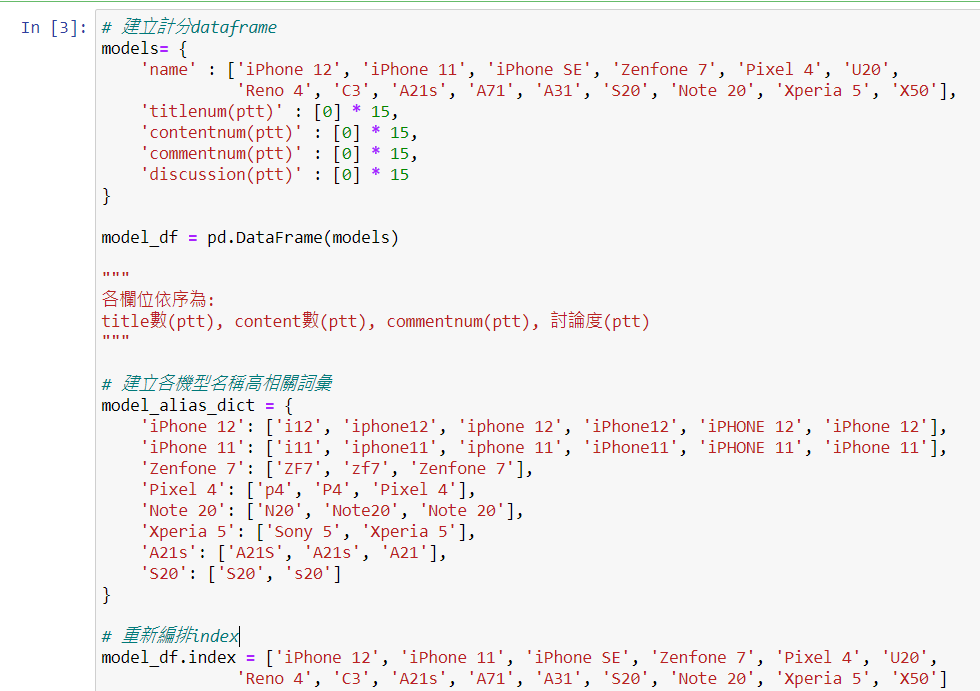 In [3]: # 建立計分dataframe
models= {
    'name' : ['iPhone 12', 'iPhone 11', 'iPhone SE', 'Zenfone 7', 'Pixel 4', 'U20',
             'Reno 4', 'C3', 'A21s', 'A71', 'A31', 'S20', 'Note 20', 'Xperia 5', 'X50'],
    'titlenum(ptt)' : [0] * 15,
    'contentnum(ptt)' : [0] * 15,
    'commentnum(ptt)' : [0] * 15,
    'discussion(ptt)' : [0] * 15
}
model_df = pd.DataFrame(models)
"""
各欄位依序為:
title數(ptt), content數(ptt), commentnum(ptt), 討論度(ptt)
"""
# 建立各機型名稱高相關詞彙
model_alias_dict = {
    'iPhone 12': ['i12', 'iphone12', 'iphone 12', 'iPhone12', 'iPHONE 12', 'iPhone 12'],
    'iPhone 11': ['i11', 'iphone11', 'iphone 11', 'iPhone11', 'iPHONE 11', 'iPhone 11'],
    'Zenfone 7': ['ZF7', 'zf7', 'Zenfone 7'],
    'Pixel 4': ['p4', 'P4', 'Pixel 4'],
    'Note 20': ['N20', 'Note20', 'Note 20'],
    'Xperia 5': ['Sony 5', 'Xperia 5'],
    'A21s': ['A21S', 'A21s', 'A21'],
    'S20': ['S20', 's20']
}
# 重新編排index
model_df.index = ['iPhone 12', 'iPhone 11', 'iPhone SE', 'Zenfone 7', 'Pixel 4', 'U20',
             'Reno 4', 'C3', 'A21s', 'A71', 'A31', 'S20', 'Note 20', 'Xperia 5', 'X50']